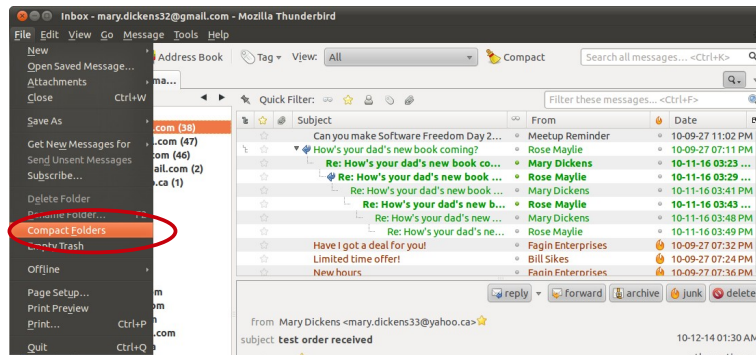 Inbox - mary.dickens32@gmail.com - Mozilla Thunderbird
File Edit View Go Message Tools Help
New
Open Saved Message...
Attachments
Close Ctrl+W
Save As
Get New Messages for
Send Unsent Messages
Subscribe...
Delete Folder
Rename Folder... F2
Compact Folders
Empty Trash
Offline
Page Setup...
Print Preview
Print... Ctrl+P
Quit Ctrl+Q
Address Book Tag View: All Compact Search all messages... <Ctrl+K>
ma...
.com (38)
.com (47)
com (46)
ail.com (2)
.ca (1)
m
om
.com
Quick Filter: Filter these messages... <Ctrl+F>
Subject From Date
Can you make Software Freedom Day 2... Meetup Reminder 10-09-27 11:02 PM
How's your dad's new book coming? Rose Maylie 10-09-27 07:11 PM
Re: How's your dad's new book co... Mary Dickens 10-11-16 03:23 ...
Re: How's your dad's new book ... Rose Maylie 10-11-16 03:29 ...
Re: How's your dad's new book ... Mary Dickens 10-11-16 03:41 PM
Re: How's your dad's new b... Rose Maylie 10-11-16 03:43 ...
Re: How's your dad's new ... Mary Dickens 10-11-16 03:48 PM
Re: How's your dad's ne... Rose Maylie 10-11-16 03:49 PM
Have I got a deal for you! Fagin Enterprises 10-09-27 07:32 PM
Limited time offer! Bill Sikes 10-09-27 07:24 PM
New hours Fagin Enterprises 10-09-27 07:36 PM
reply forward archive junk delete
from Mary Dickens <mary.dickens33@yahoo.ca>
subject test order received 10-12-14 01:30 AM